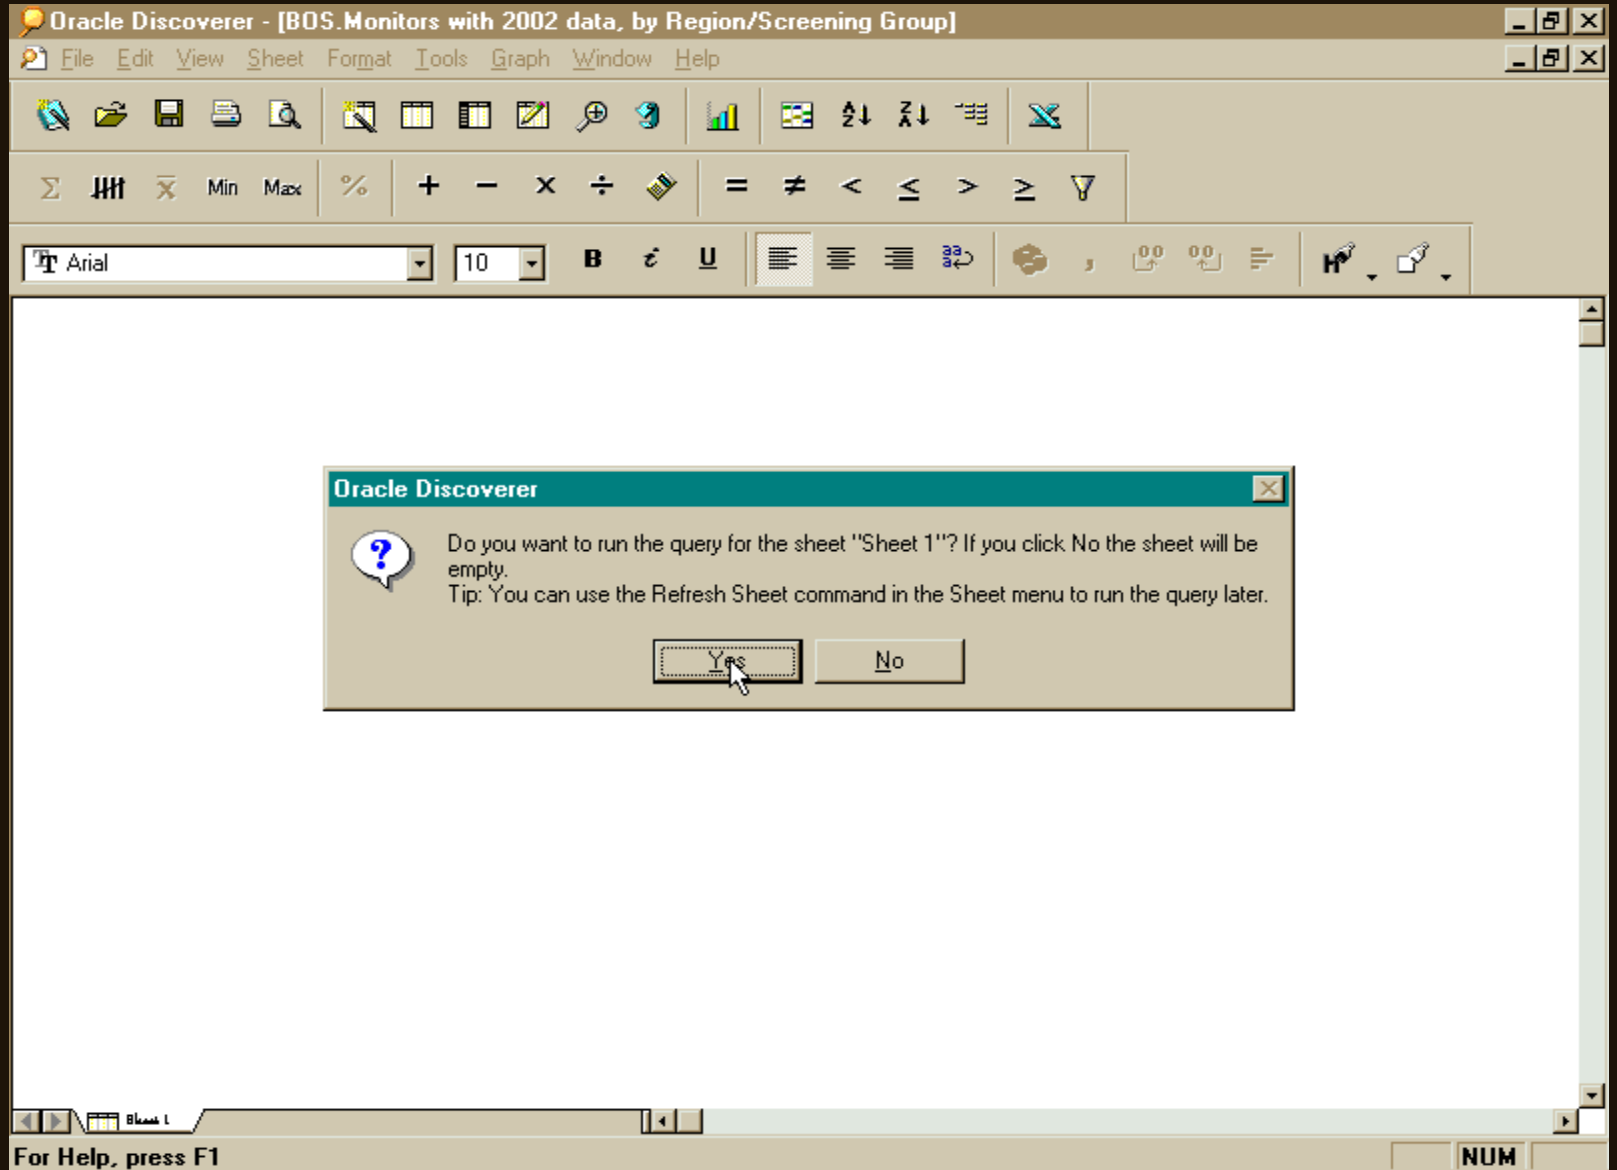 Oracle Discoverer - [BOS.Monitors with 2002 data, by Region/Screening Group]
File Edit View Sheet Format Tools Graph Window Help
Min Max %
Arial 10 B i U
Oracle Discoverer
Do you want to run the query for the sheet "Sheet 1"? If you click No the sheet will be
empty.
Tip: You can use the Refresh Sheet command in the Sheet menu to run the query later.
Yes No
Sheet 1
For Help, press F1 NUM